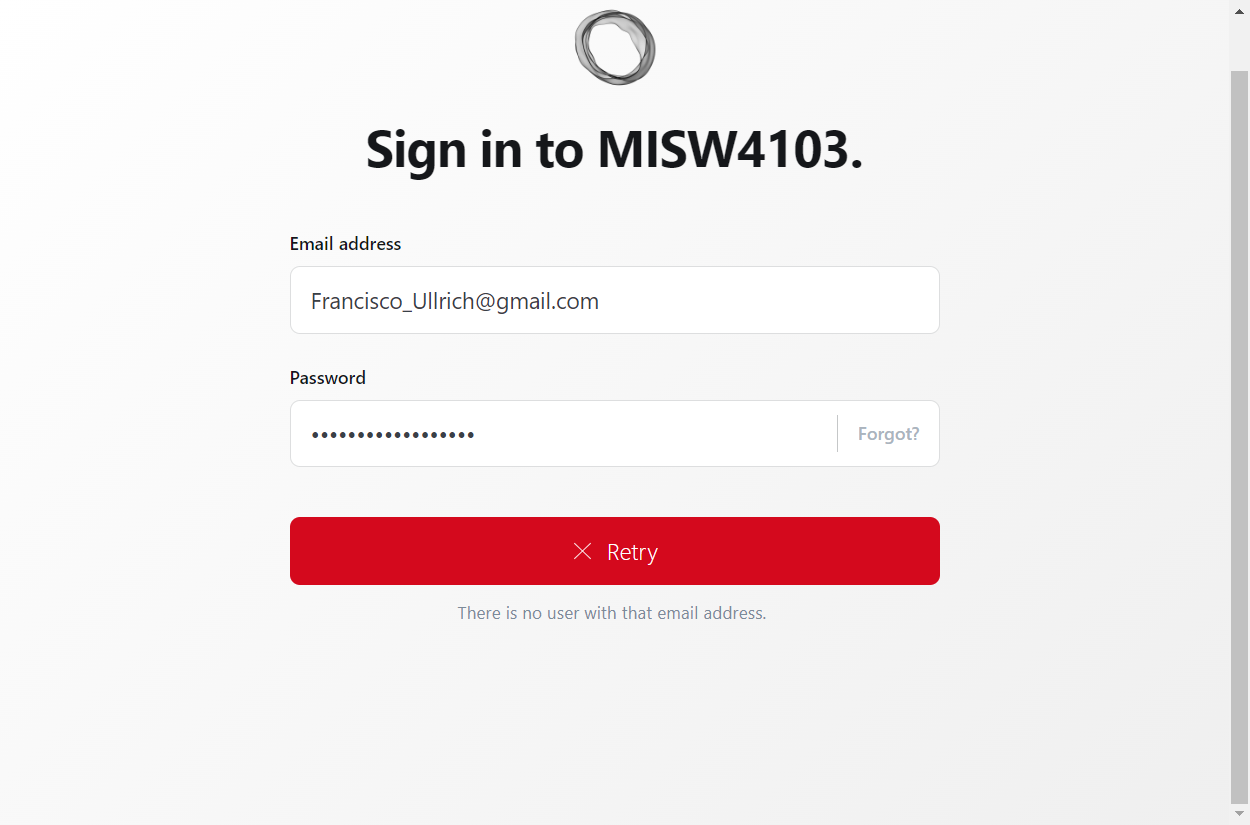 Sign in to MISW4103.
Email address
Francisco_Ullrich@gmail.com
Password
••••••••••••••••••
Forgot?
Retry
There is no user with that email address.